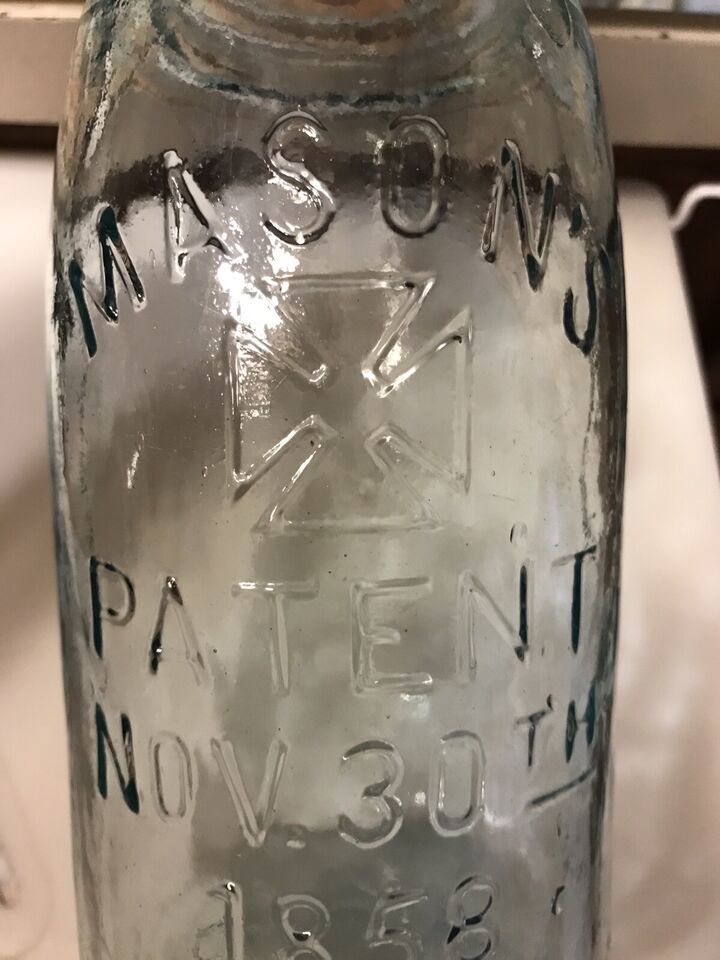 MASON'S
PATENT
NOV. 30TH
1858